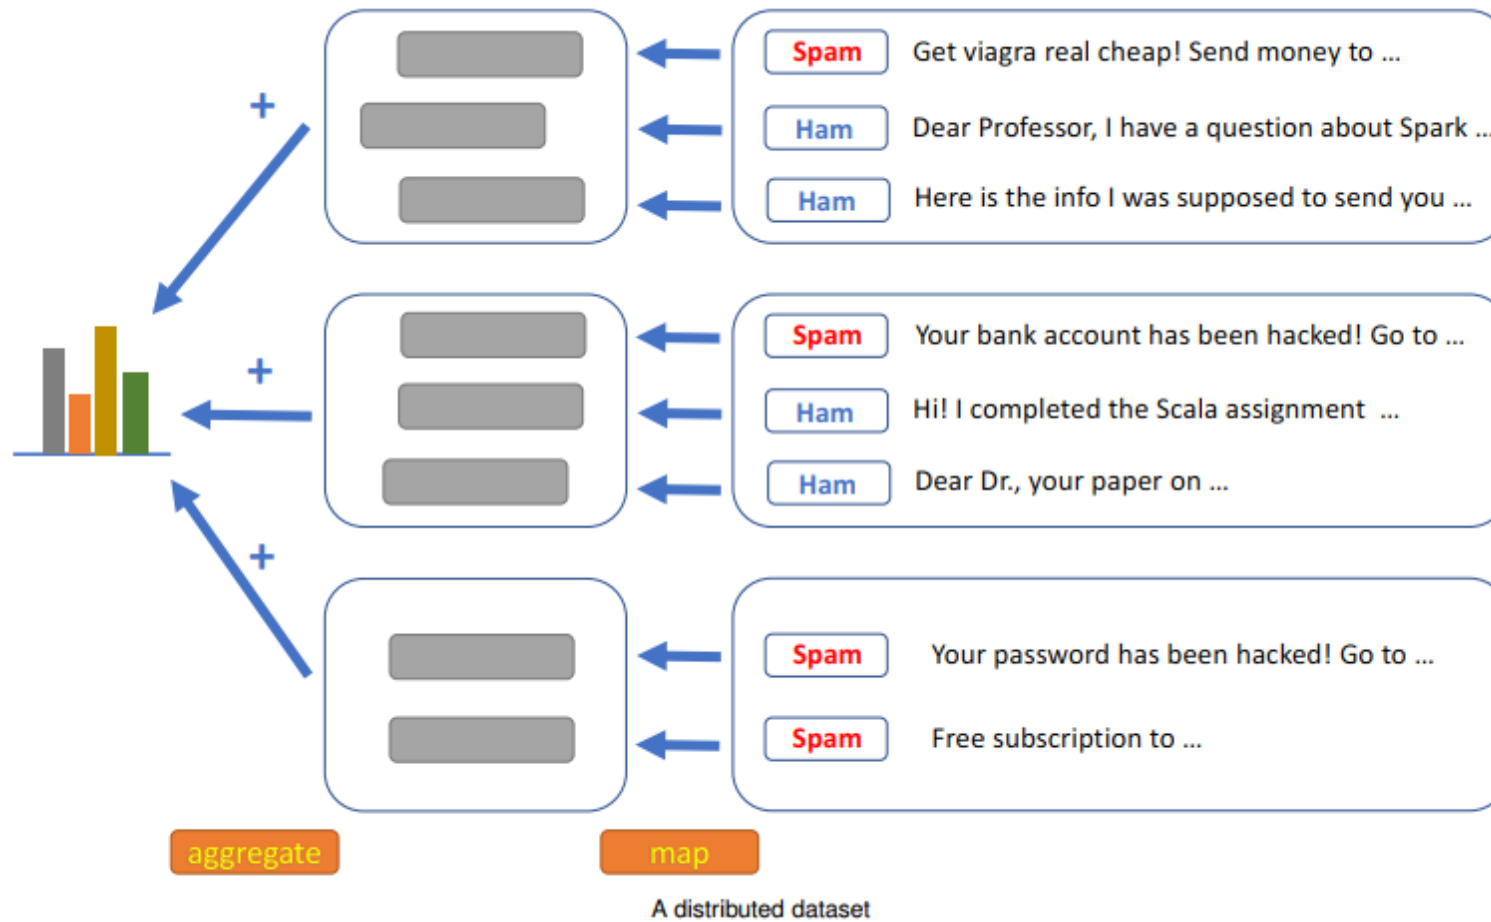 +
Spam Get viagra real cheap! Send money to ...
Ham Dear Professor, I have a question about Spark ...
Ham Here is the info I was supposed to send you ...
+
Spam Your bank account has been hacked! Go to ...
Ham Hi! I completed the Scala assignment ...
Ham Dear Dr., your paper on ...
+
Spam Your password has been hacked! Go to ...
Spam Free subscription to ...
aggregate map
A distributed dataset